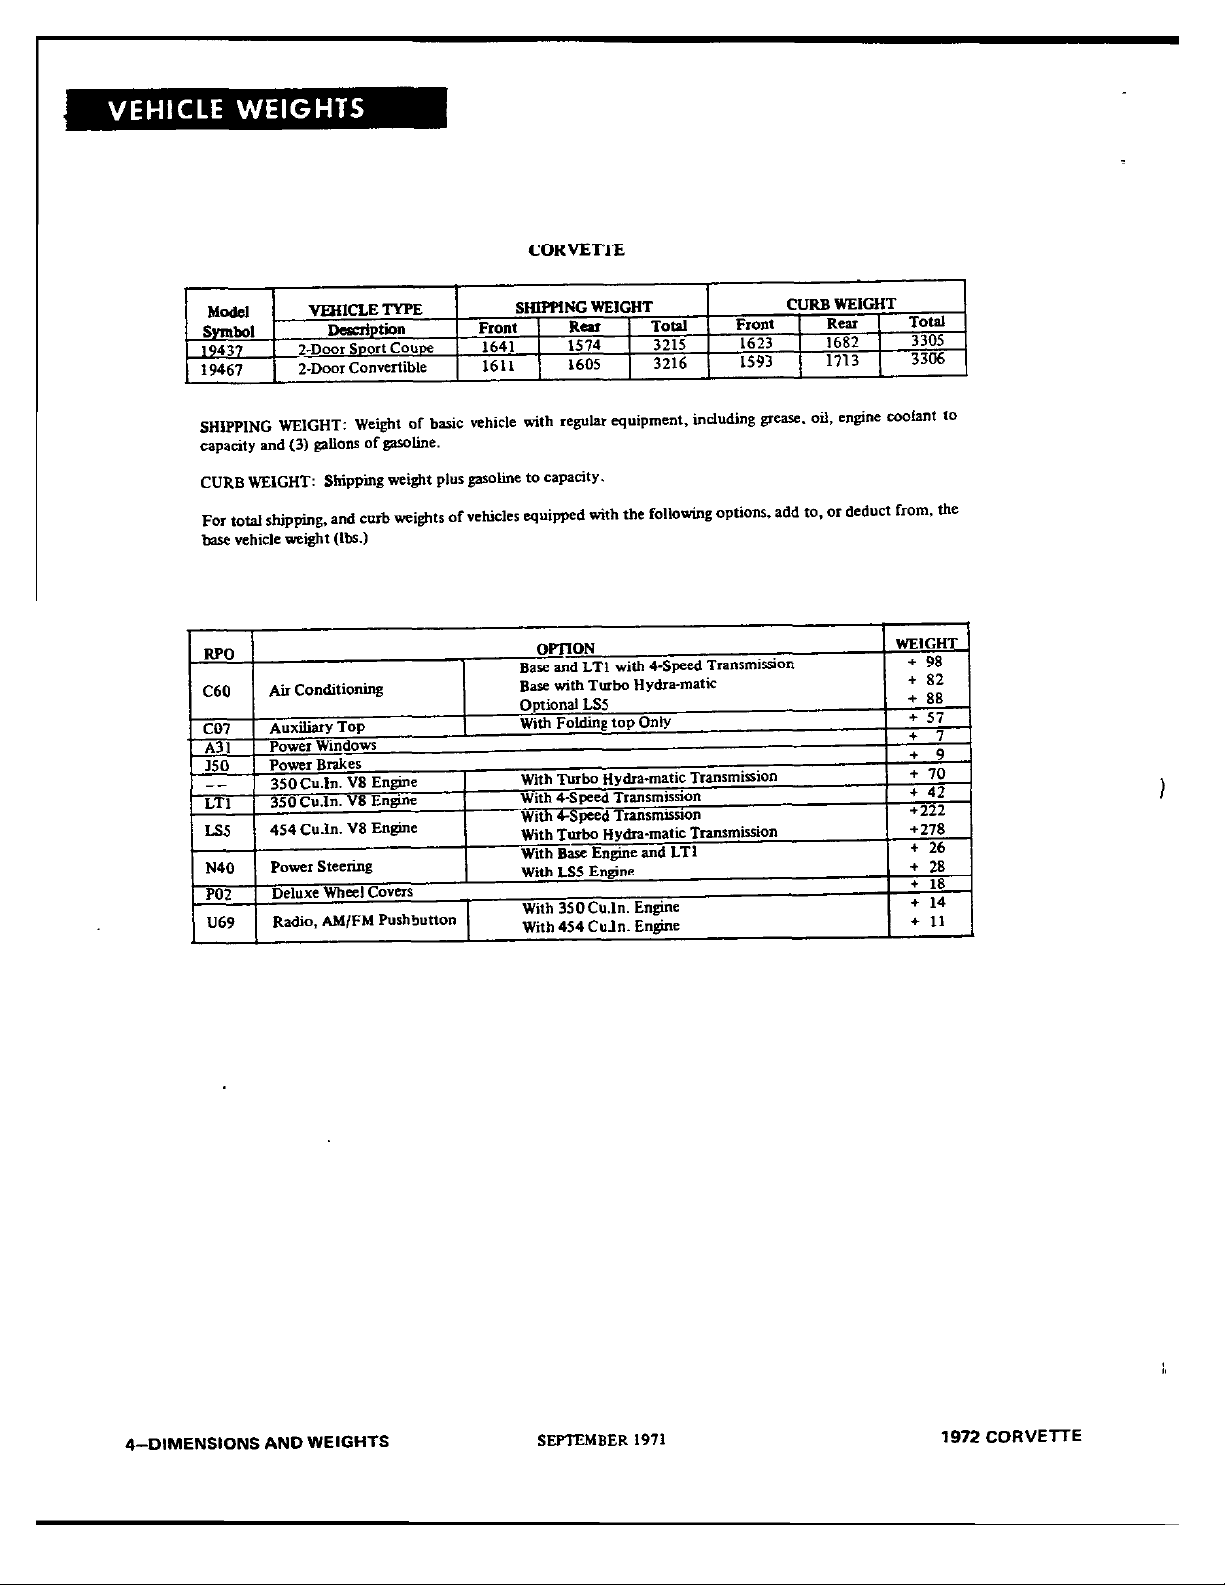 VEHICLE WEIGHTS
CORVETTE
Model Symbol VEHICLE TYPE Description SHIPPING WEIGHT CURB WEIGHT
Front Rear Total Front Rear Total
19437 2-Door Sport Coupe 1641 1574 3215 1623 1682 3305
19467 2-Door Convertible 1611 1605 3216 1593 1713 3306
SHIPPING WEIGHT: Weight of basic vehicle with regular equipment, including grease, oil, engine coolant to
capacity and (3) gallons of gasoline.
CURB WEIGHT: Shipping weight plus gasoline to capacity.
For total shipping, and curb weights of vehicles equipped with the following options, add to, or deduct from, the
base vehicle weight (lbs.)
RPO OPTION WEIGHT
Base and LT1 with 4-Speed Transmission + 98
C60 Air Conditioning Base with Turbo Hydra-matic + 82
Optional LS5 + 88
C07 Auxiliary Top With Folding top Only + 57
A31 Power Windows + 7
J50 Power Brakes + 9
-- 350 Cu.In. V8 Engine With Turbo Hydra-matic Transmission + 70
LT1 350 Cu.In. V8 Engine With 4-Speed Transmission + 42
With 4-Speed Transmission +222
LS5 454 Cu.In. V8 Engine With Turbo Hydra-matic Transmission +278
With Base Engine and LT1 + 26
N40 Power Steering With LS5 Engine + 28
P02 Deluxe Wheel Covers + 18
With 350 Cu.In. Engine + 14
U69 Radio, AM/FM Pushbutton With 454 Cu.In. Engine + 11
4—DIMENSIONS AND WEIGHTS SEPTEMBER 1971 1972 CORVETTE